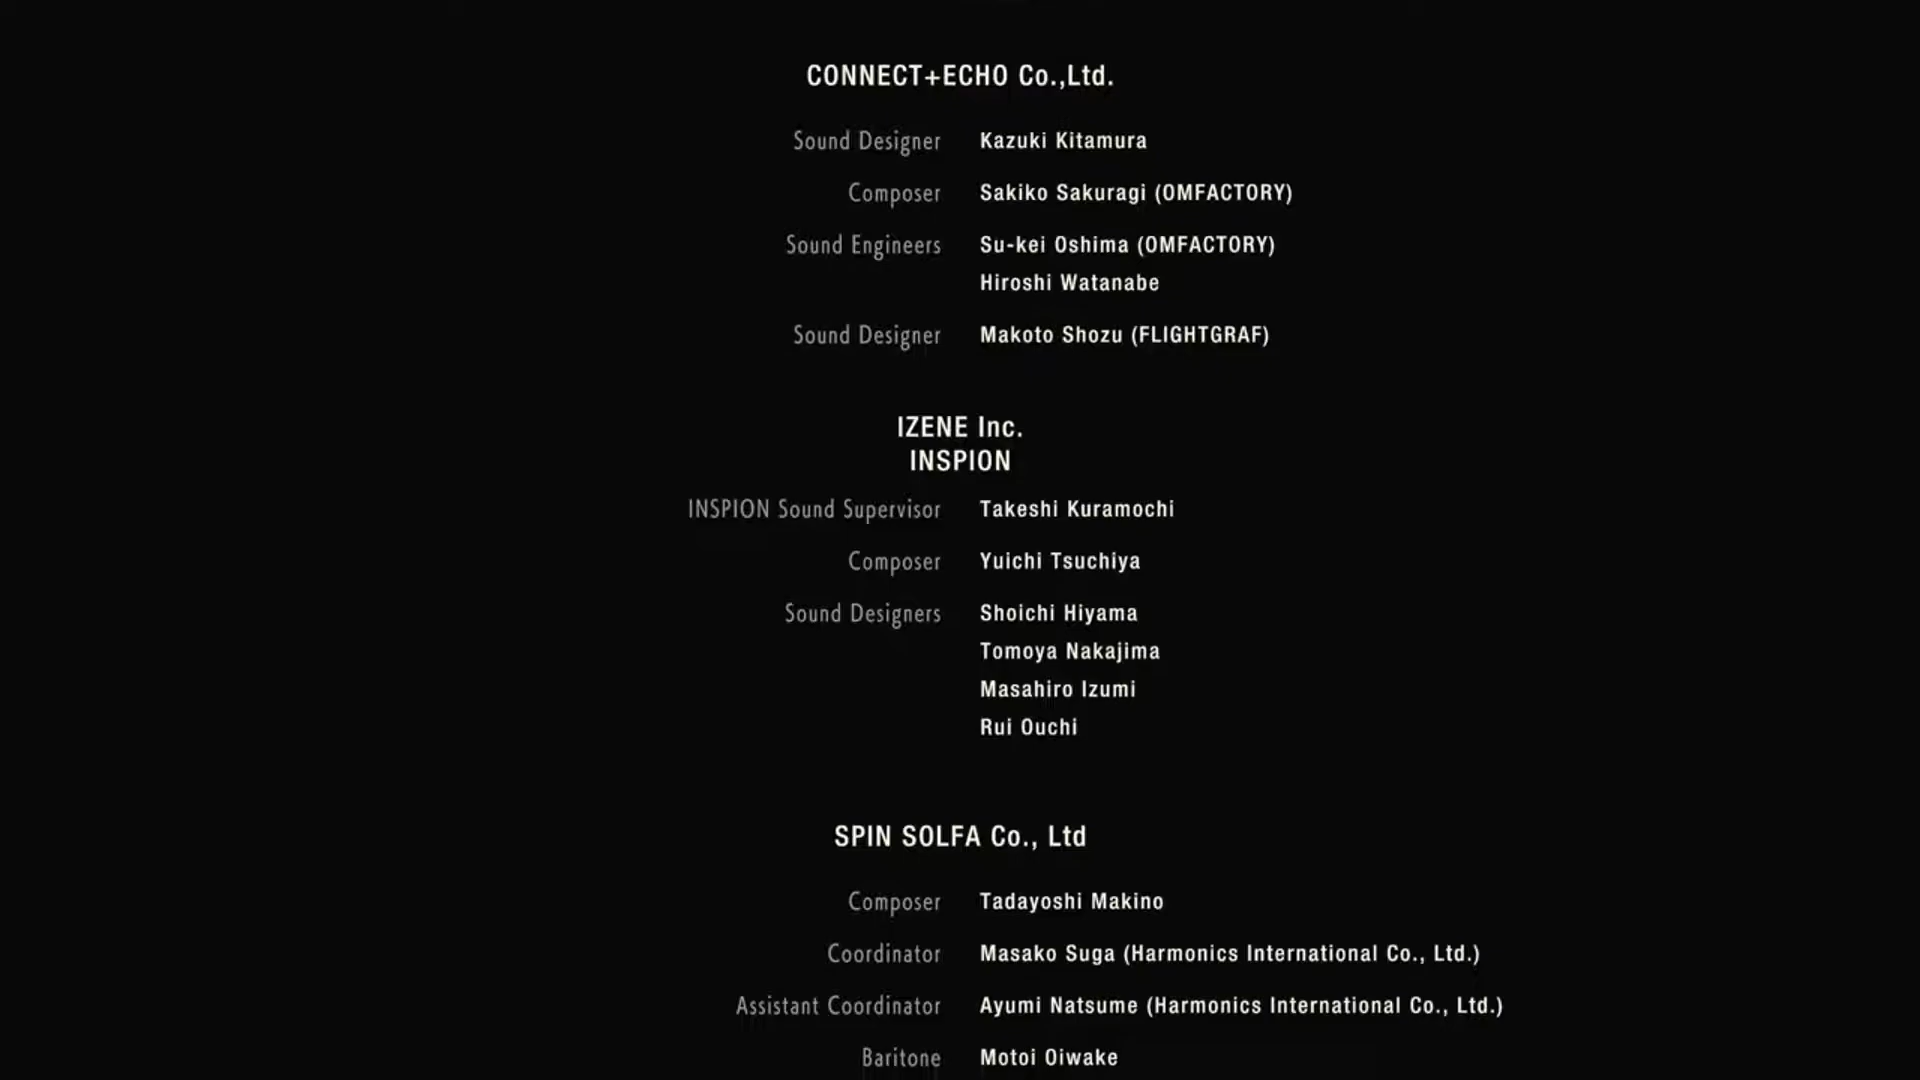 CONNECT+ECHO Co.,Ltd.
Sound Designer Kazuki Kitamura
Composer Sakiko Sakuragi (OMFACTORY)
Sound Engineers Su-kei Oshima (OMFACTORY)
Hiroshi Watanabe
Sound Designer Makoto Shozu (FLIGHTGRAF)
IZENE Inc.
INSPION
INSPION Sound Supervisor Takeshi Kuramochi
Composer Yuichi Tsuchiya
Sound Designers Shoichi Hiyama
Tomoya Nakajima
Masahiro Izumi
Rui Ouchi
SPIN SOLFA Co., Ltd
Composer Tadayoshi Makino
Coordinator Masako Suga (Harmonics International Co., Ltd.)
Assistant Coordinator Ayumi Natsume (Harmonics International Co., Ltd.)
Baritone Motoi Oiwake